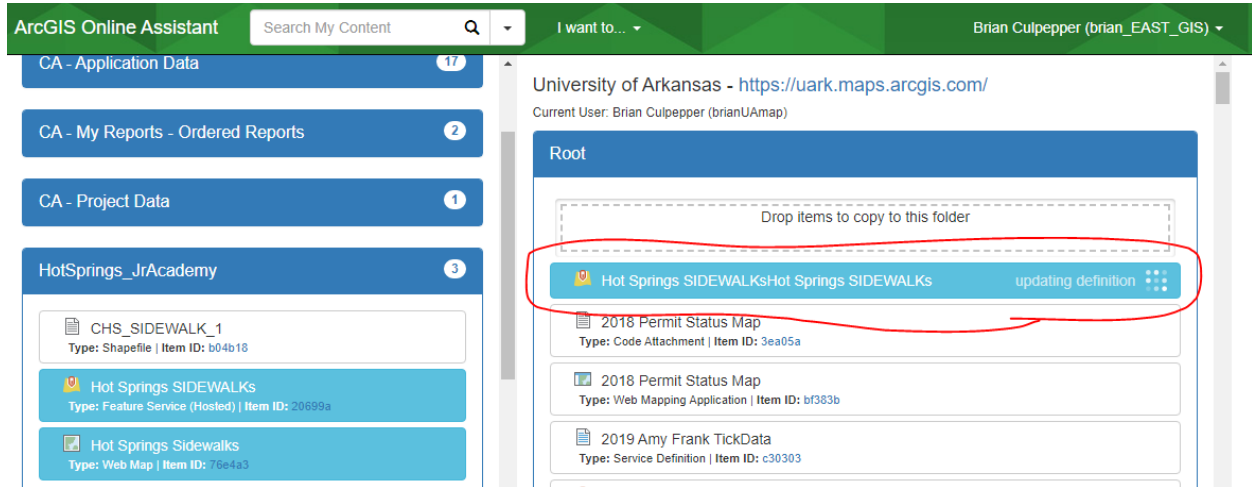 ArcGIS Online Assistant
Search My Content
I want to...
Brian Culpepper (brian_EAST_GIS)
CA - Application Data 17
CA - My Reports - Ordered Reports 2
CA - Project Data 1
HotSprings_JrAcademy 3
CHS_SIDEWALK_1
Type: Shapefile | Item ID: b04b18
Hot Springs SIDEWALKs
Type: Feature Service (Hosted) | Item ID: 20699a
Hot Springs Sidewalks
Type: Web Map | Item ID: 76e4a3
University of Arkansas - https://uark.maps.arcgis.com/
Current User: Brian Culpepper (brianUAmap)
Root
Drop items to copy to this folder
Hot Springs SIDEWALKsHot Springs SIDEWALKs updating definition
2018 Permit Status Map
Type: Code Attachment | Item ID: 3ea05a
2018 Permit Status Map
Type: Web Mapping Application | Item ID: bf383b
2019 Amy Frank TickData
Type: Service Definition | Item ID: c30303